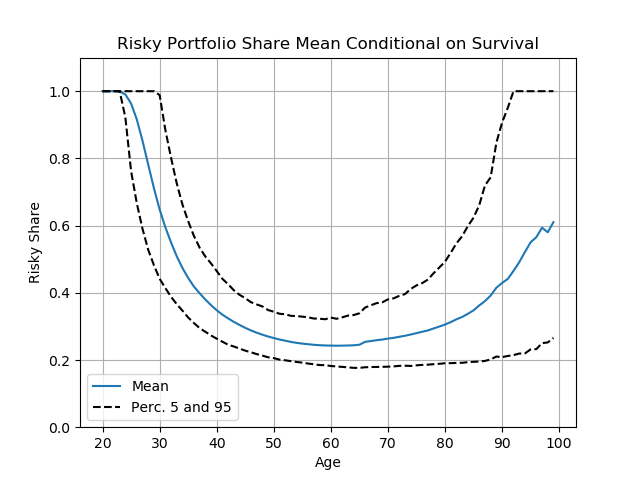 Risky Portfolio Share Mean Conditional on Survival
Risky Share
1.0
0.8
0.6
0.4
0.2
0.0
Mean
Perc. 5 and 95
20 30 40 50 60 70 80 90 100
Age